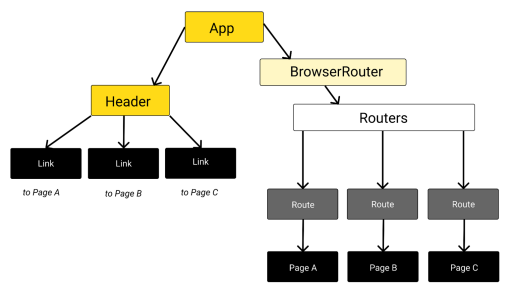 App
BrowserRouter
Header
Routers
Link
Link
Link
to Page A
to Page B
to Page C
Route
Route
Route
Page A
Page B
Page C